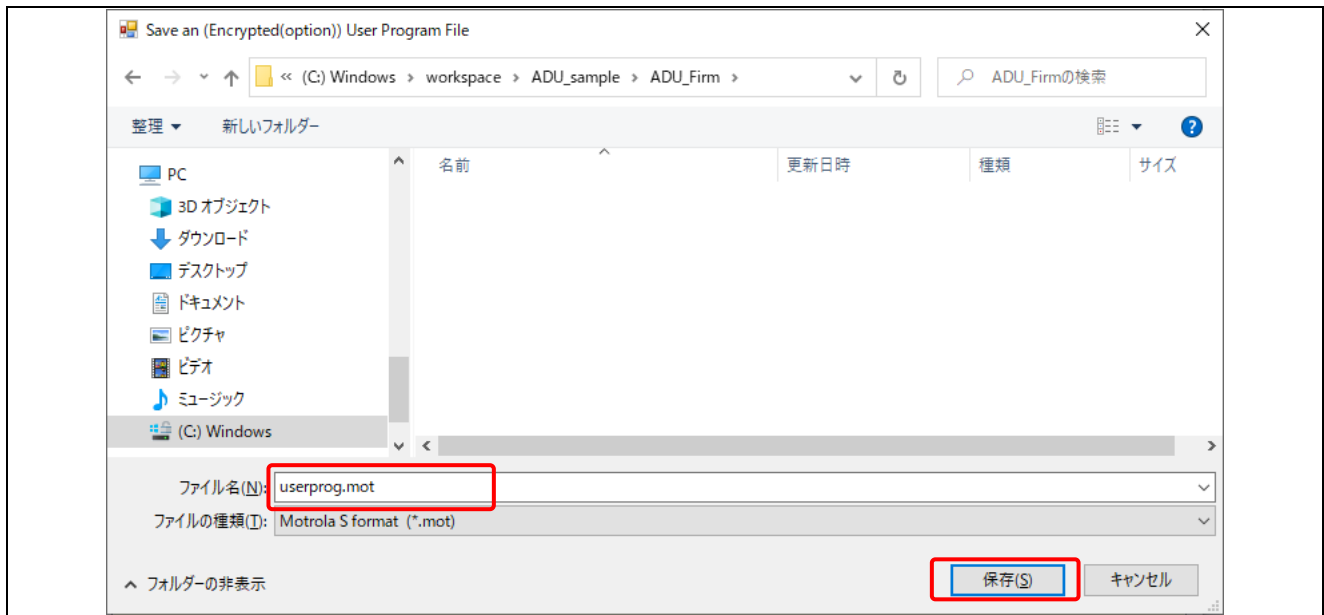 Save an (Encrypted(option)) User Program File
« (C:) Windows › workspace › ADU_sample › ADU_Firm ›
ADU_Firmの検索
整理
新しいフォルダー
名前 更新日時 種類 サイズ
PC
3D オブジェクト
ダウンロード
デスクトップ
ドキュメント
ピクチャ
ビデオ
ミュージック
(C:) Windows
ファイル名(N): userprog.mot
ファイルの種類(T): Motrola S format (*.mot)
フォルダーの非表示
保存(S)
キャンセル